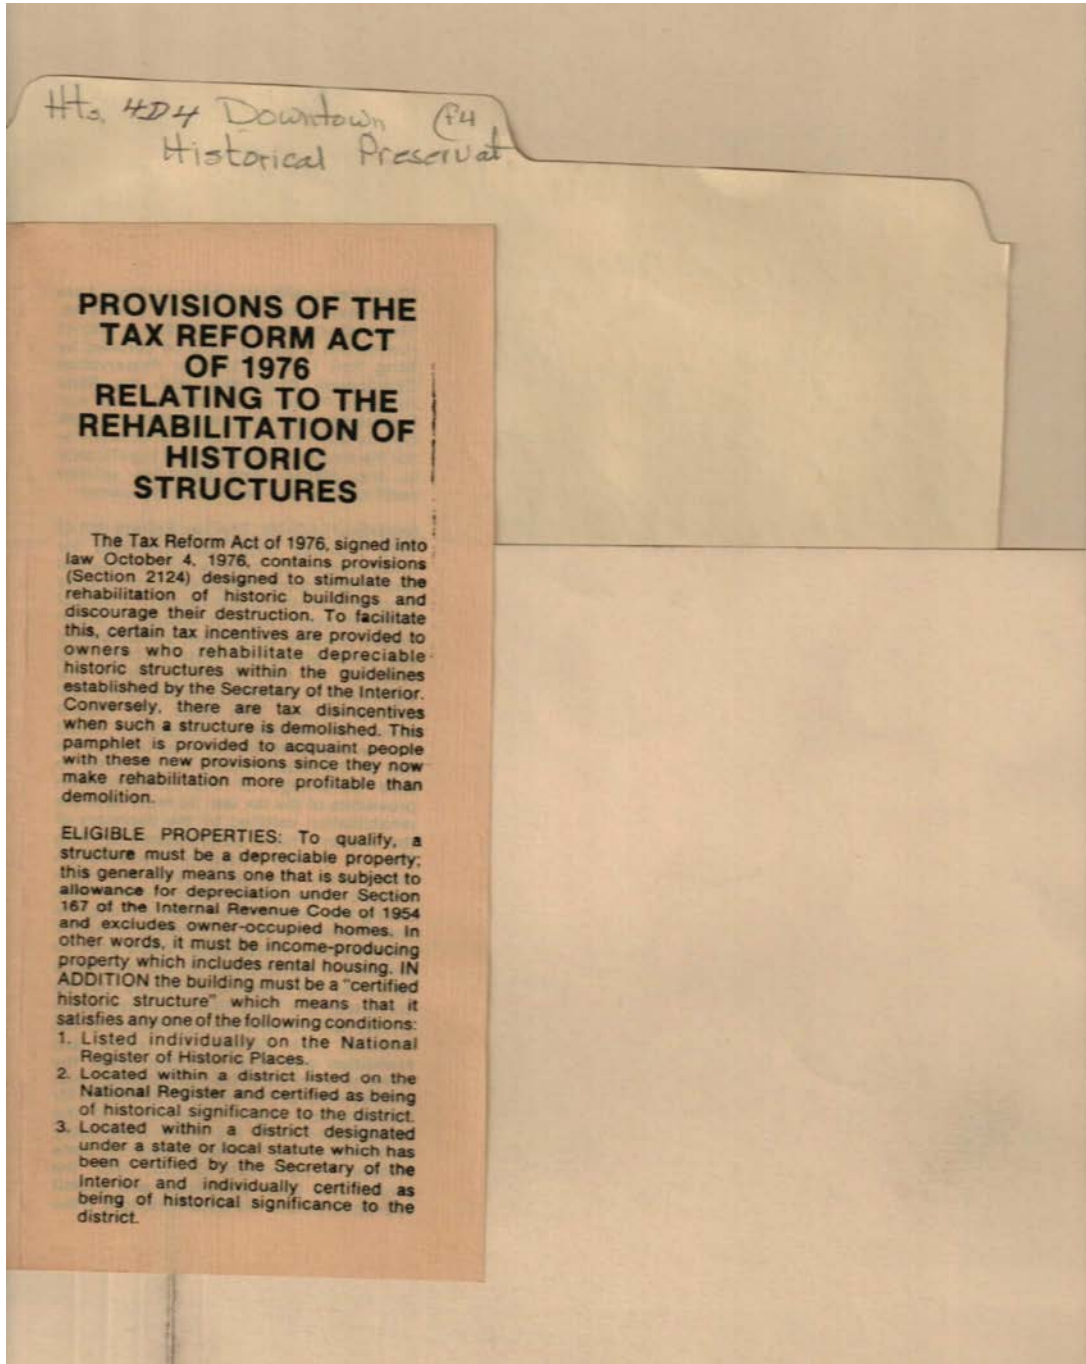 Hts. 4D4 Downtown (f4
Historical Preservat
PROVISIONS OF THE
TAX REFORM ACT
OF 1976
RELATING TO THE
REHABILITATION OF
HISTORIC
STRUCTURES
The Tax Reform Act of 1976, signed into
law October 4, 1976, contains provisions
(Section 2124) designed to stimulate the
rehabilitation of historic buildings and
discourage their destruction. To facilitate
this, certain tax incentives are provided to
owners who rehabilitate depreciable
historic structures within the guidelines
established by the Secretary of the Interior.
Conversely, there are tax disincentives
when such a structure is demolished. This
pamphlet is provided to acquaint people
with these new provisions since they now
make rehabilitation more profitable than
demolition.
ELIGIBLE PROPERTIES: To qualify, a
structure must be a depreciable property;
this generally means one that is subject to
allowance for depreciation under Section
167 of the Internal Revenue Code of 1954
and excludes owner-occupied homes. In
other words, it must be income-producing
property which includes rental housing. IN
ADDITION the building must be a "certified
historic structure" which means that it
satisfies any one of the following conditions:
1. Listed individually on the National
Register of Historic Places.
2. Located within a district listed on the
National Register and certified as being
of historical significance to the district.
3. Located within a district designated
under a state or local statute which has
been certified by the Secretary of the
Interior and individually certified as
being of historical significance to the
district.